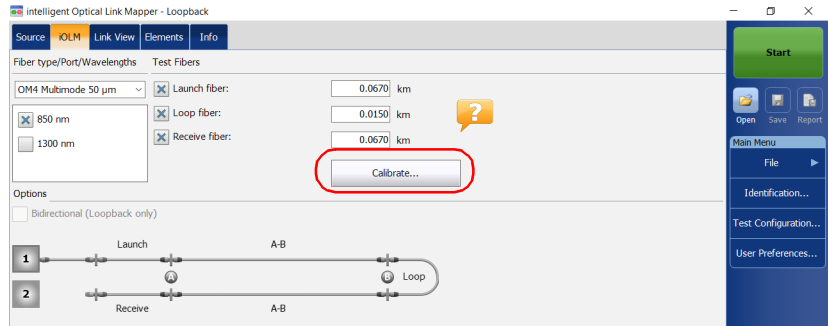 intelligent Optical Link Mapper - Loopback
Source iOLM Link View Elements Info
Fiber type/Port/Wavelengths Test Fibers
OM4 Multimode 50 µm
Launch fiber: 0.0670 km
850 nm
Loop fiber: 0.0150 km
1300 nm
Receive fiber: 0.0670 km
?
Calibrate...
Options
Bidirectional (Loopback only)
Launch A-B
1
A B Loop
2
Receive A-B
Start
Open Save Report
Main Menu
File
Identification...
Test Configuration...
User Preferences...